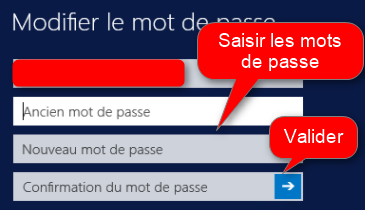 Modifier le mot de passe
Saisir les mots
de passe
Ancien mot de passe
Nouveau mot de passe
Valider
Confirmation du mot de passe